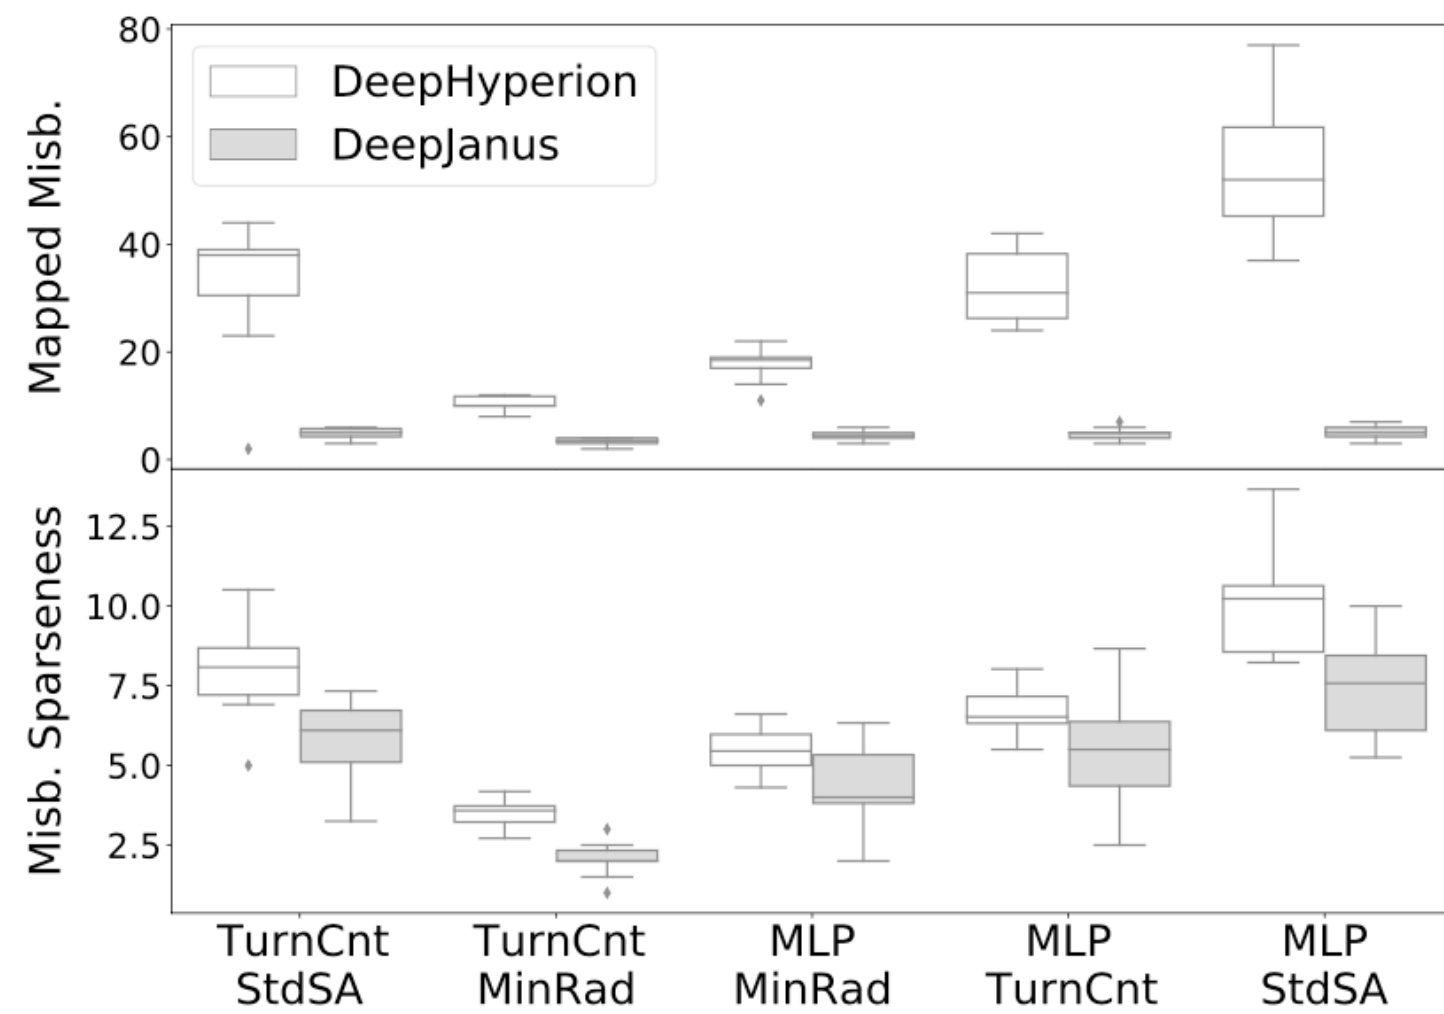 Mapped Misb.
80
60
40
20
0
DeepHyperion
DeepJanus
Misb. Sparseness
12.5
10.0
7.5
5.0
2.5
TurnCnt StdSA
TurnCnt MinRad
MLP MinRad
MLP TurnCnt
MLP StdSA